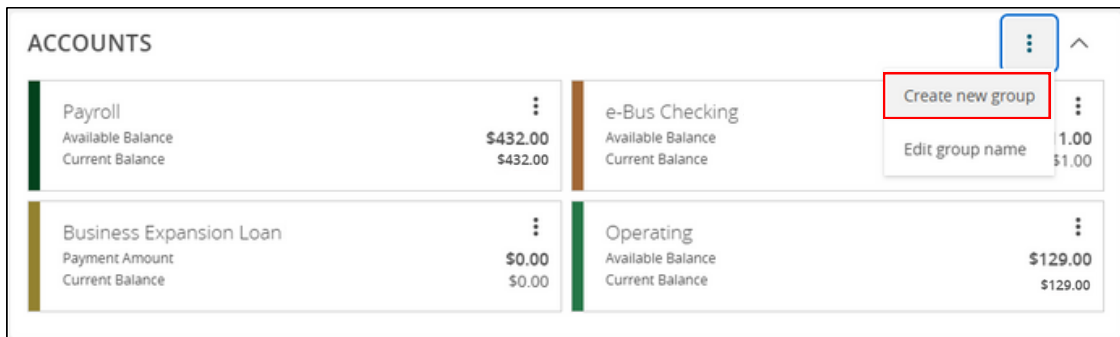 ACCOUNTS
Create new group
Edit group name
Payroll
Available Balance $432.00
Current Balance $432.00
e-Bus Checking
Available Balance
Current Balance $1.00
Business Expansion Loan
Payment Amount $0.00
Current Balance $0.00
Operating
Available Balance $129.00
Current Balance $129.00